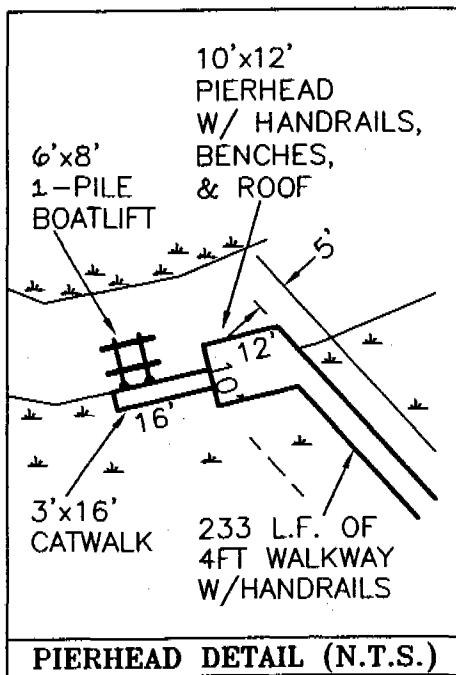 10'x12'
PIERHEAD
W/ HANDRAILS,
BENCHES,
& ROOF
6'x8'
1-PILE
BOATLIFT
5'
12'
10'
16'
3'x16'
CATWALK
233 L.F. OF
4FT WALKWAY
W/HANDRAILS
PIERHEAD DETAIL (N.T.S.)